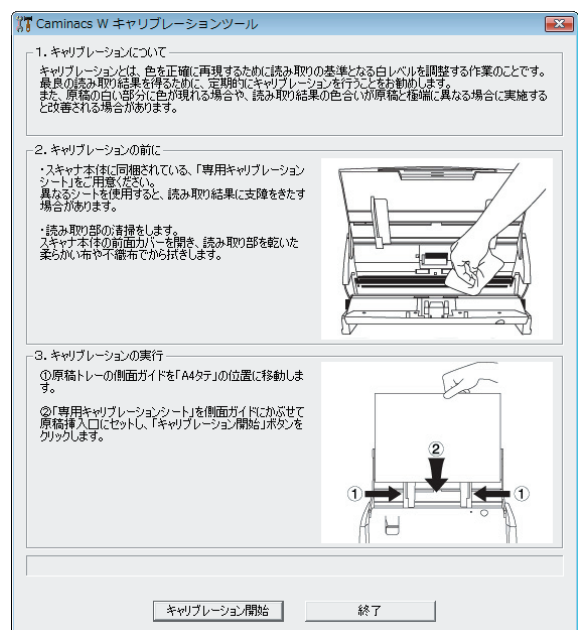 Caminacs W キャリブレーションツール
1. キャリブレーションについて
キャリブレーションとは、色を正確に再現するために読み取りの基準となる白レベルを調整する作業のことです。
最良の読み取り結果を得るために、定期的にキャリブレーションを行うことをお勧めします。
また、原稿の白い部分に色が現れる場合や、読み取り結果の色合いが原稿と極端に異なる場合に実施する
と改善される場合があります。
2. キャリブレーションの前に
・スキャナ本体に同梱されている、「専用キャリブレーション
シート」をご用意ください。
異なるシートを使用すると、読み取り結果に支障をきたす
場合があります。
・読み取り部の清掃をします。
スキャナ本体の前面カバーを開き、読み取り部を乾いた
柔らかい布や不織布でから拭きします。
3. キャリブレーションの実行
①原稿トレーの側面ガイドを「A4タテ」の位置に移動しま
す。
②「専用キャリブレーションシート」を側面ガイドにかぶせて
原稿挿入口にセットし、「キャリブレーション開始」ボタンを
クリックします。
②
① ①
キャリブレーション開始 終了